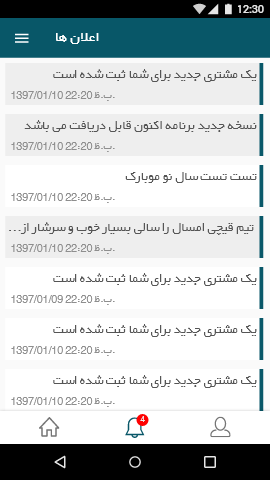 12:30
اعلان ها
یک مشتری جدید برای شما ثبت شده است
1397/01/10 22:20 ب.ظ.
نسخه جدید برنامه اکنون قابل دریافت می باشد
1397/01/10 22:20 ب.ظ.
تست تست سال نو موبارک
1397/01/10 22:20 ب.ظ.
تیم قیچی امسال را سالی بسیار خوب و سرشار از...
1397/01/10 22:20 ب.ظ.
یک مشتری جدید برای شما ثبت شده است
1397/01/09 22:20 ب.ظ.
یک مشتری جدید برای شما ثبت شده است
1397/01/10 22:20 ب.ظ.
یک مشتری جدید برای شما ثبت شده است
1397/01/10 22:20 ب.ظ.
4